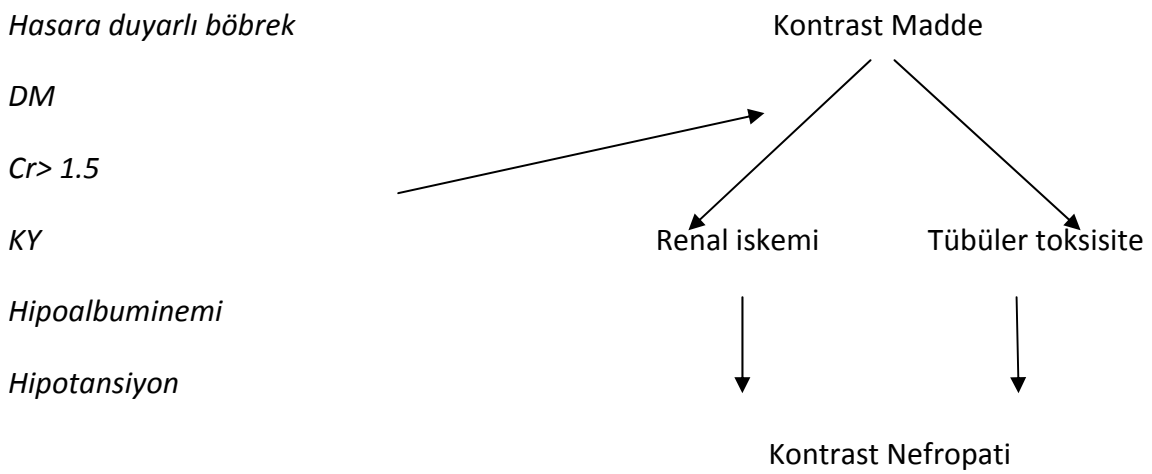 Hasara duyarlı böbrek
Kontrast Madde
DM
Cr> 1.5
KY
Renal iskemi
Tübüler toksisite
Hipoalbuminemi
Hipotansiyon
Kontrast Nefropati